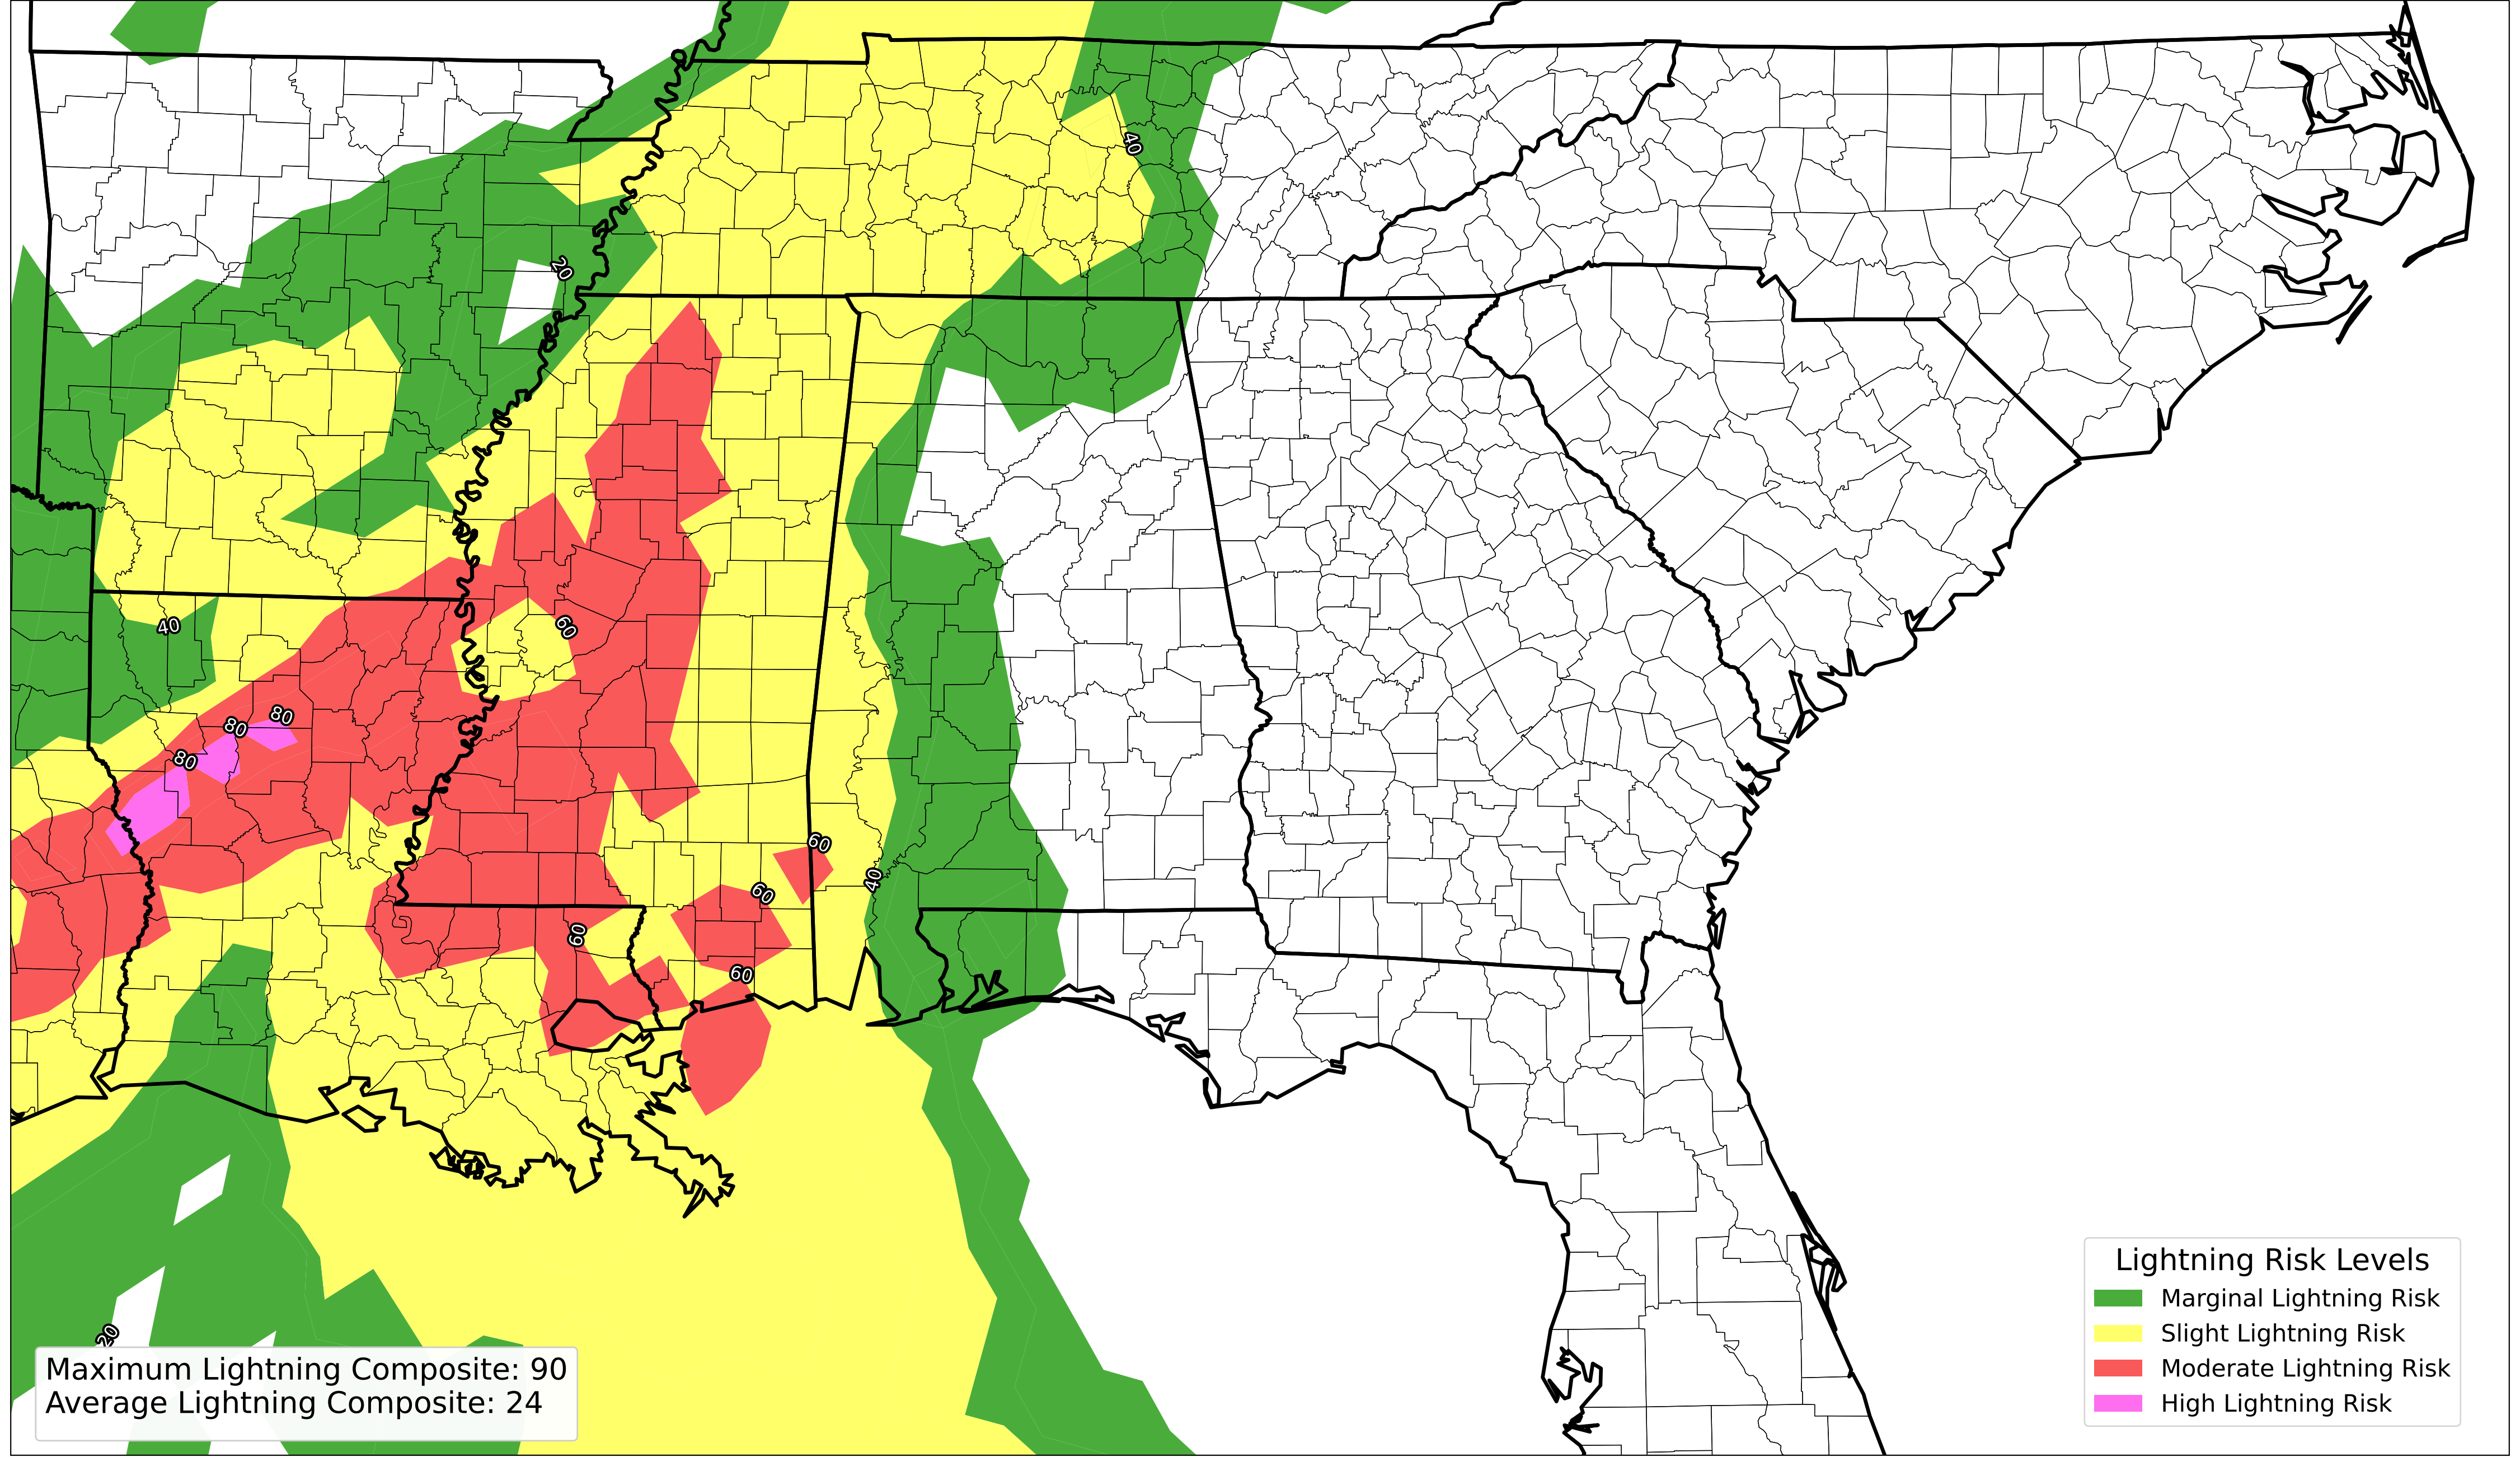 40
20
40
60
80
80
80
60
40
60
60
60
20
Maximum Lightning Composite: 90
Average Lightning Composite: 24
Lightning Risk Levels
Marginal Lightning Risk
Slight Lightning Risk
Moderate Lightning Risk
High Lightning Risk